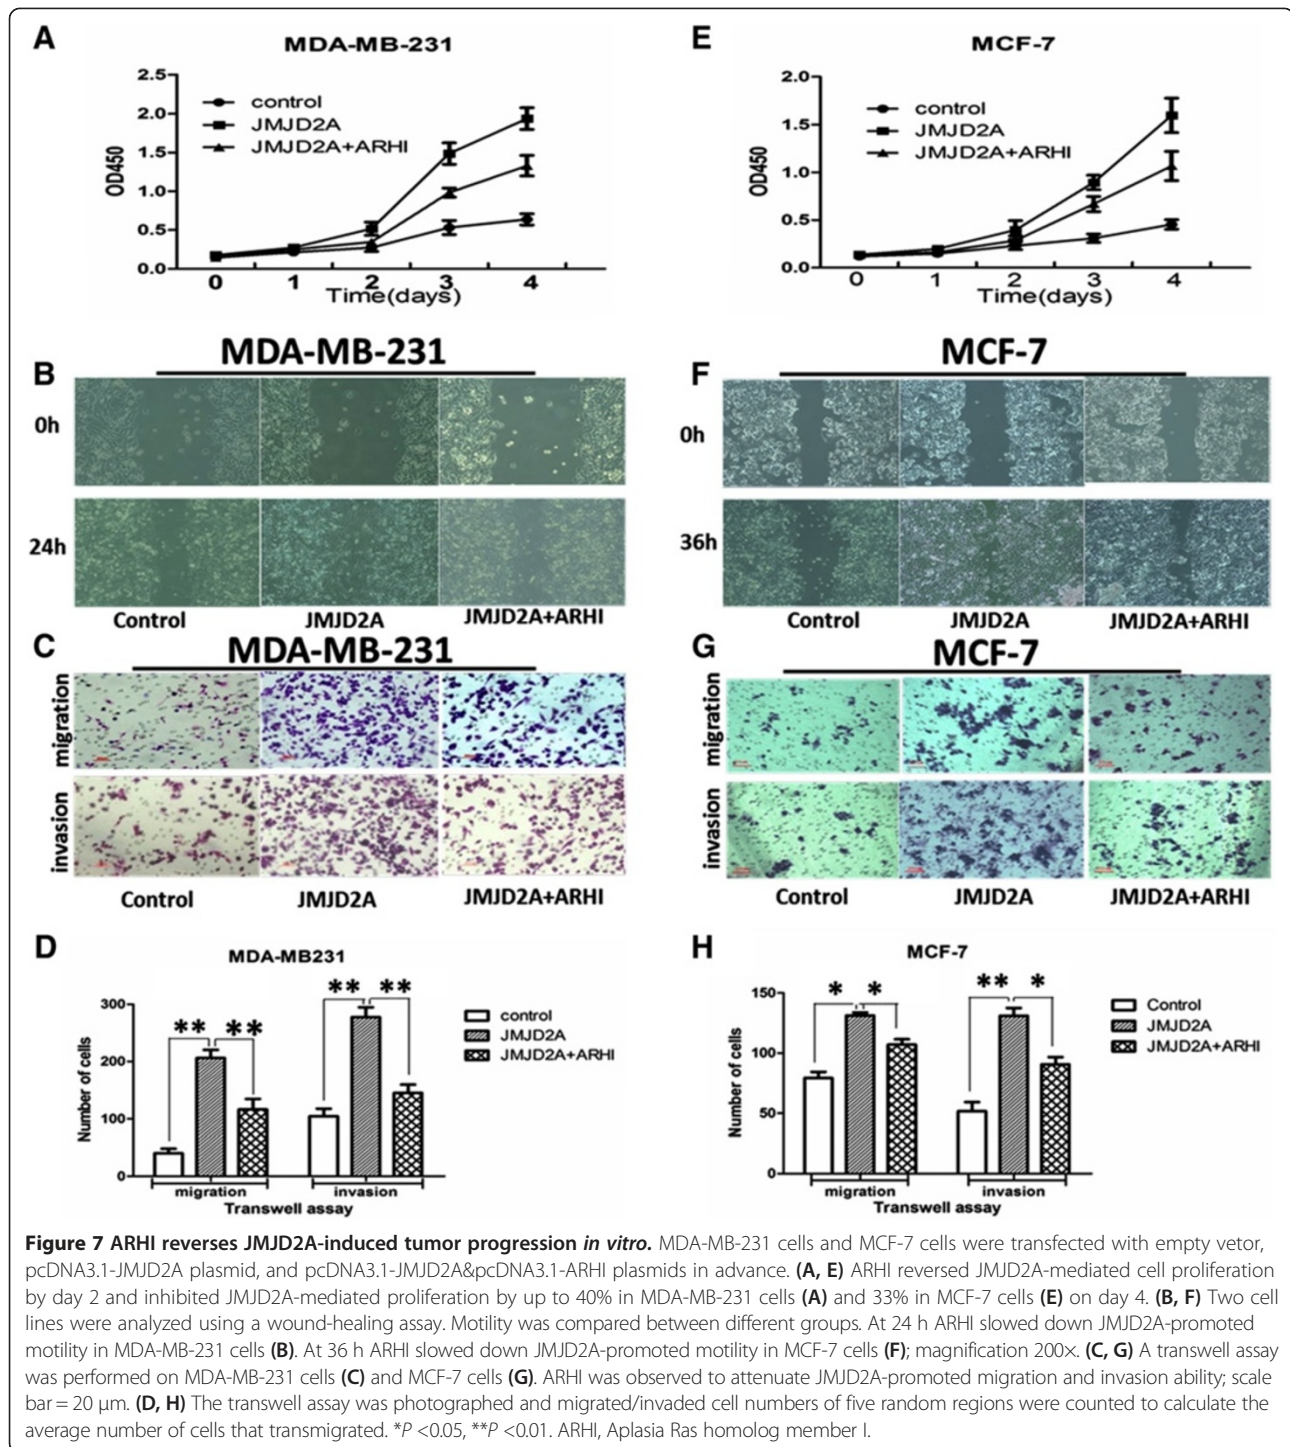 A
MDA-MB-231
2.5
2.0
1.5
1.0
0.5
0.0
OD450
control
JMJD2A
JMJD2A+ARHI
0 1 2 3 4
Time(days)
E
MCF-7
2.0
1.5
1.0
0.5
0.0
OD450
control
JMJD2A
JMJD2A+ARHI
0 1 2 3 4
Time(days)
B
MDA-MB-231
0h
24h
Control JMJD2A JMJD2A+ARHI
F
MCF-7
0h
36h
Control JMJD2A JMJD2A+ARHI
C
MDA-MB-231
migration
invasion
Control JMJD2A JMJD2A+ARHI
G
MCF-7
migration
invasion
Control JMJD2A JMJD2A+ARHI
D
MDA-MB231
300
200
100
0
Number of cells
** **
** **
control
JMJD2A
JMJD2A+ARHI
migration invasion
Transwell assay
H
MCF-7
150
100
50
0
Number of cells
* *
** *
Control
JMJD2A
JMJD2A+ARHI
migration invasion
Transwell assay
Figure 7 ARHI reverses JMJD2A-induced tumor progression in vitro. MDA-MB-231 cells and MCF-7 cells were transfected with empty vetor,
pcDNA3.1-JMJD2A plasmid, and pcDNA3.1-JMJD2A&pcDNA3.1-ARHI plasmids in advance. (A, E) ARHI reversed JMJD2A-mediated cell proliferation
by day 2 and inhibited JMJD2A-mediated proliferation by up to 40% in MDA-MB-231 cells (A) and 33% in MCF-7 cells (E) on day 4. (B, F) Two cell
lines were analyzed using a wound-healing assay. Motility was compared between different groups. At 24 h ARHI slowed down JMJD2A-promoted
motility in MDA-MB-231 cells (B). At 36 h ARHI slowed down JMJD2A-promoted motility in MCF-7 cells (F); magnification 200×. (C, G) A transwell assay
was performed on MDA-MB-231 cells (C) and MCF-7 cells (G). ARHI was observed to attenuate JMJD2A-promoted migration and invasion ability; scale
bar = 20 μm. (D, H) The transwell assay was photographed and migrated/invaded cell numbers of five random regions were counted to calculate the
average number of cells that transmigrated. *P <0.05, **P <0.01. ARHI, Aplasia Ras homolog member I.